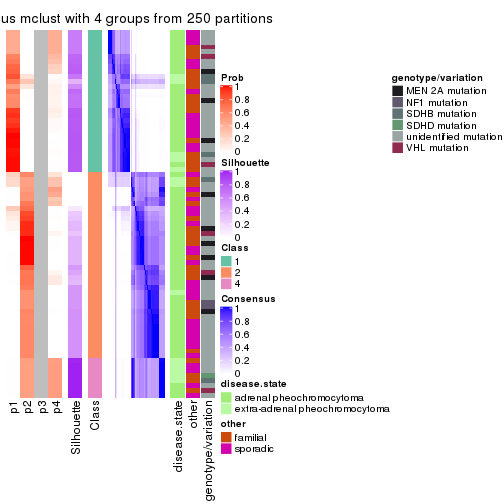 us mclust with 4 groups from 250 partitions
Prob
1
0.8
0.6
0.4
0.2
0
Silhouette
1
0.8
0.6
0.4
0.2
0
Class
1
2
4
Consensus
1
0.8
0.6
0.4
0.2
0
disease.state
adrenal pheochromocytoma
extra-adrenal pheochromocytoma
other
familial
sporadic
genotype/variation
MEN 2A mutation
NF1 mutation
SDHB mutation
SDHD mutation
unidentified mutation
VHL mutation
p1
p2
p3
p4
Silhouette
Class
disease.state
other
genotype/variation